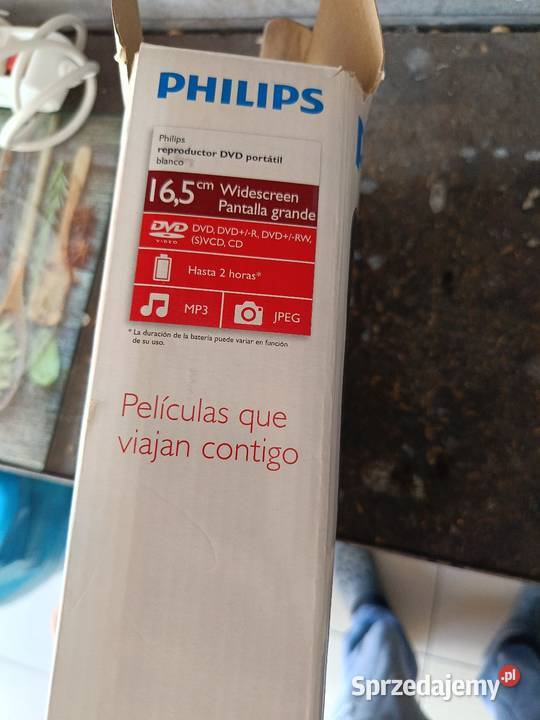 PHILIPS
Philips
reproductor DVD portátil
blanco
16,5cm Widescreen
Pantalla grande
DVD VIDEO
DVD, DVD+/-R, DVD+/-RW,
(S)VCD, CD
Hasta 2 horas*
MP3
JPEG
* La duración de la batería puede variar en función
de su uso.
Películas que
viajan contigo
Sprzedajemy.pl